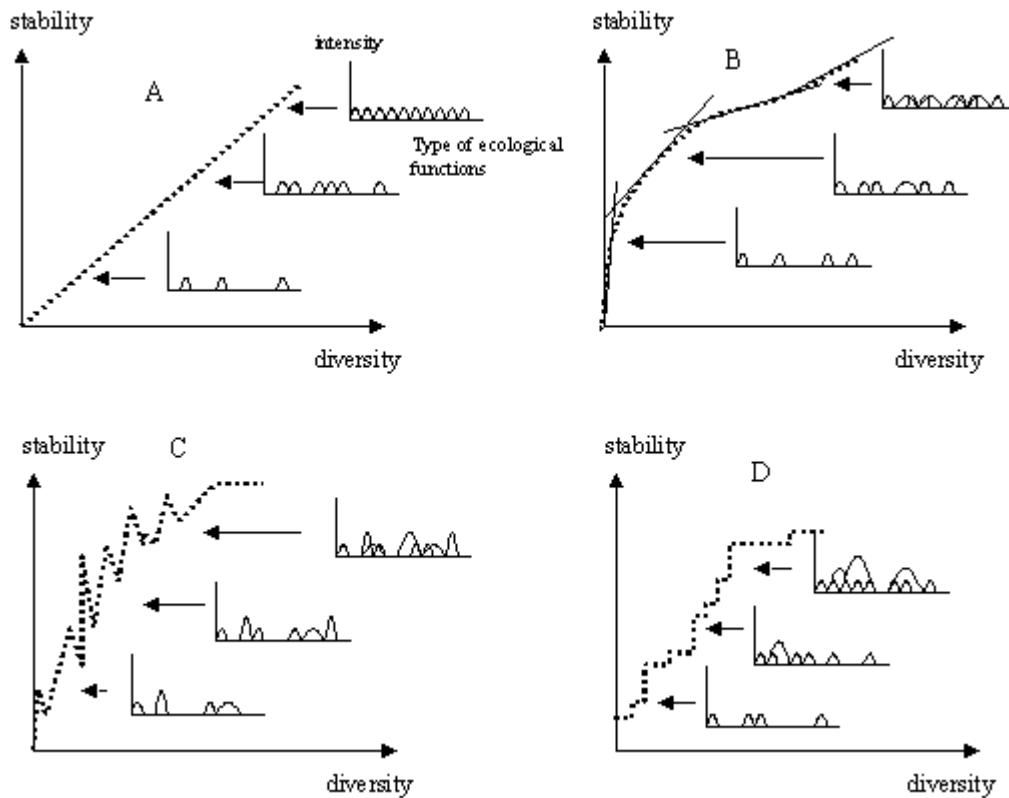 stability
intensity
A
Type of ecological
functions
diversity
stability
B
diversity
stability
C
diversity
stability
D
diversity